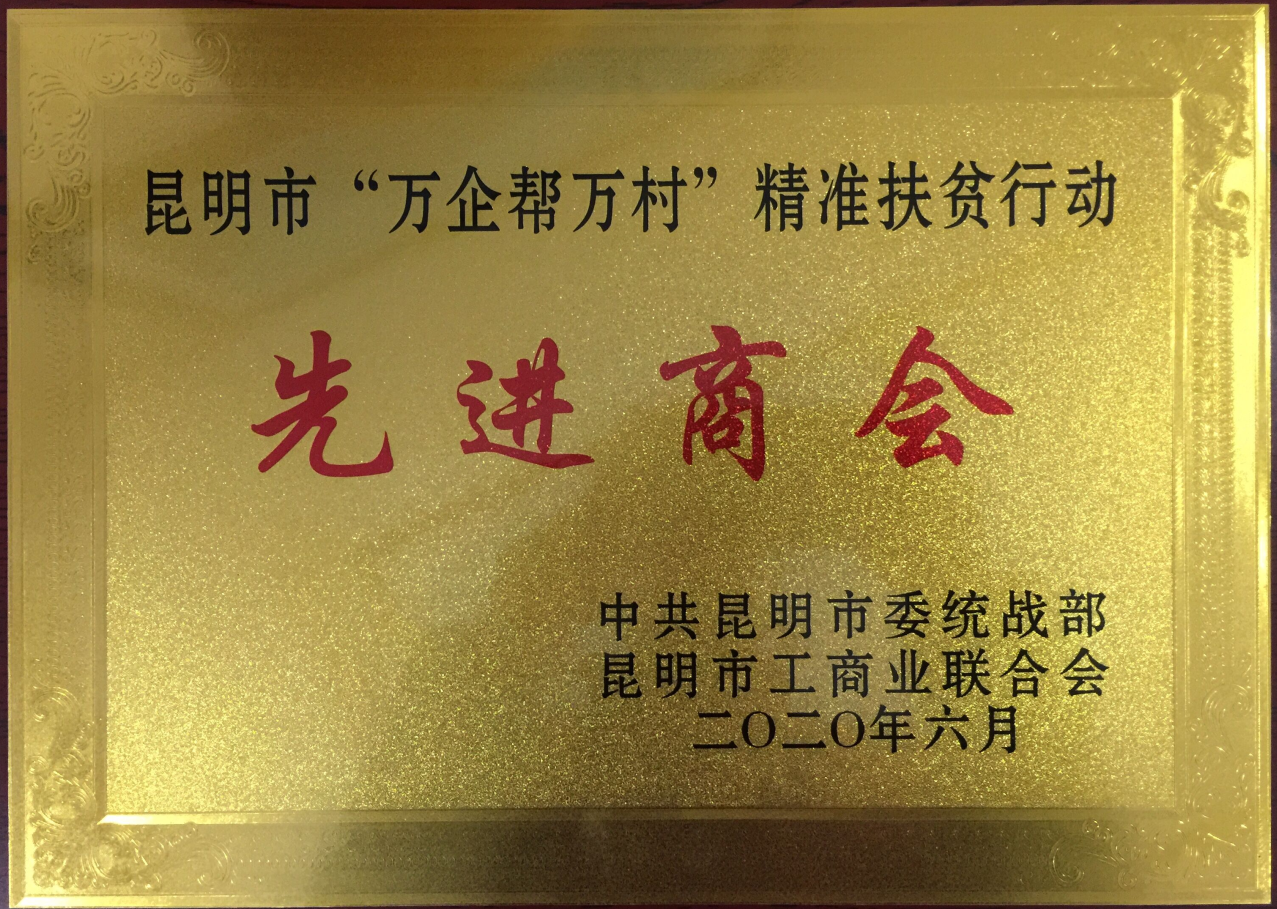 昆明市“万企帮万村”精准扶贫行动
先进商会
中共昆明市委统战部
昆明市工商业联合会
二〇二〇年六月